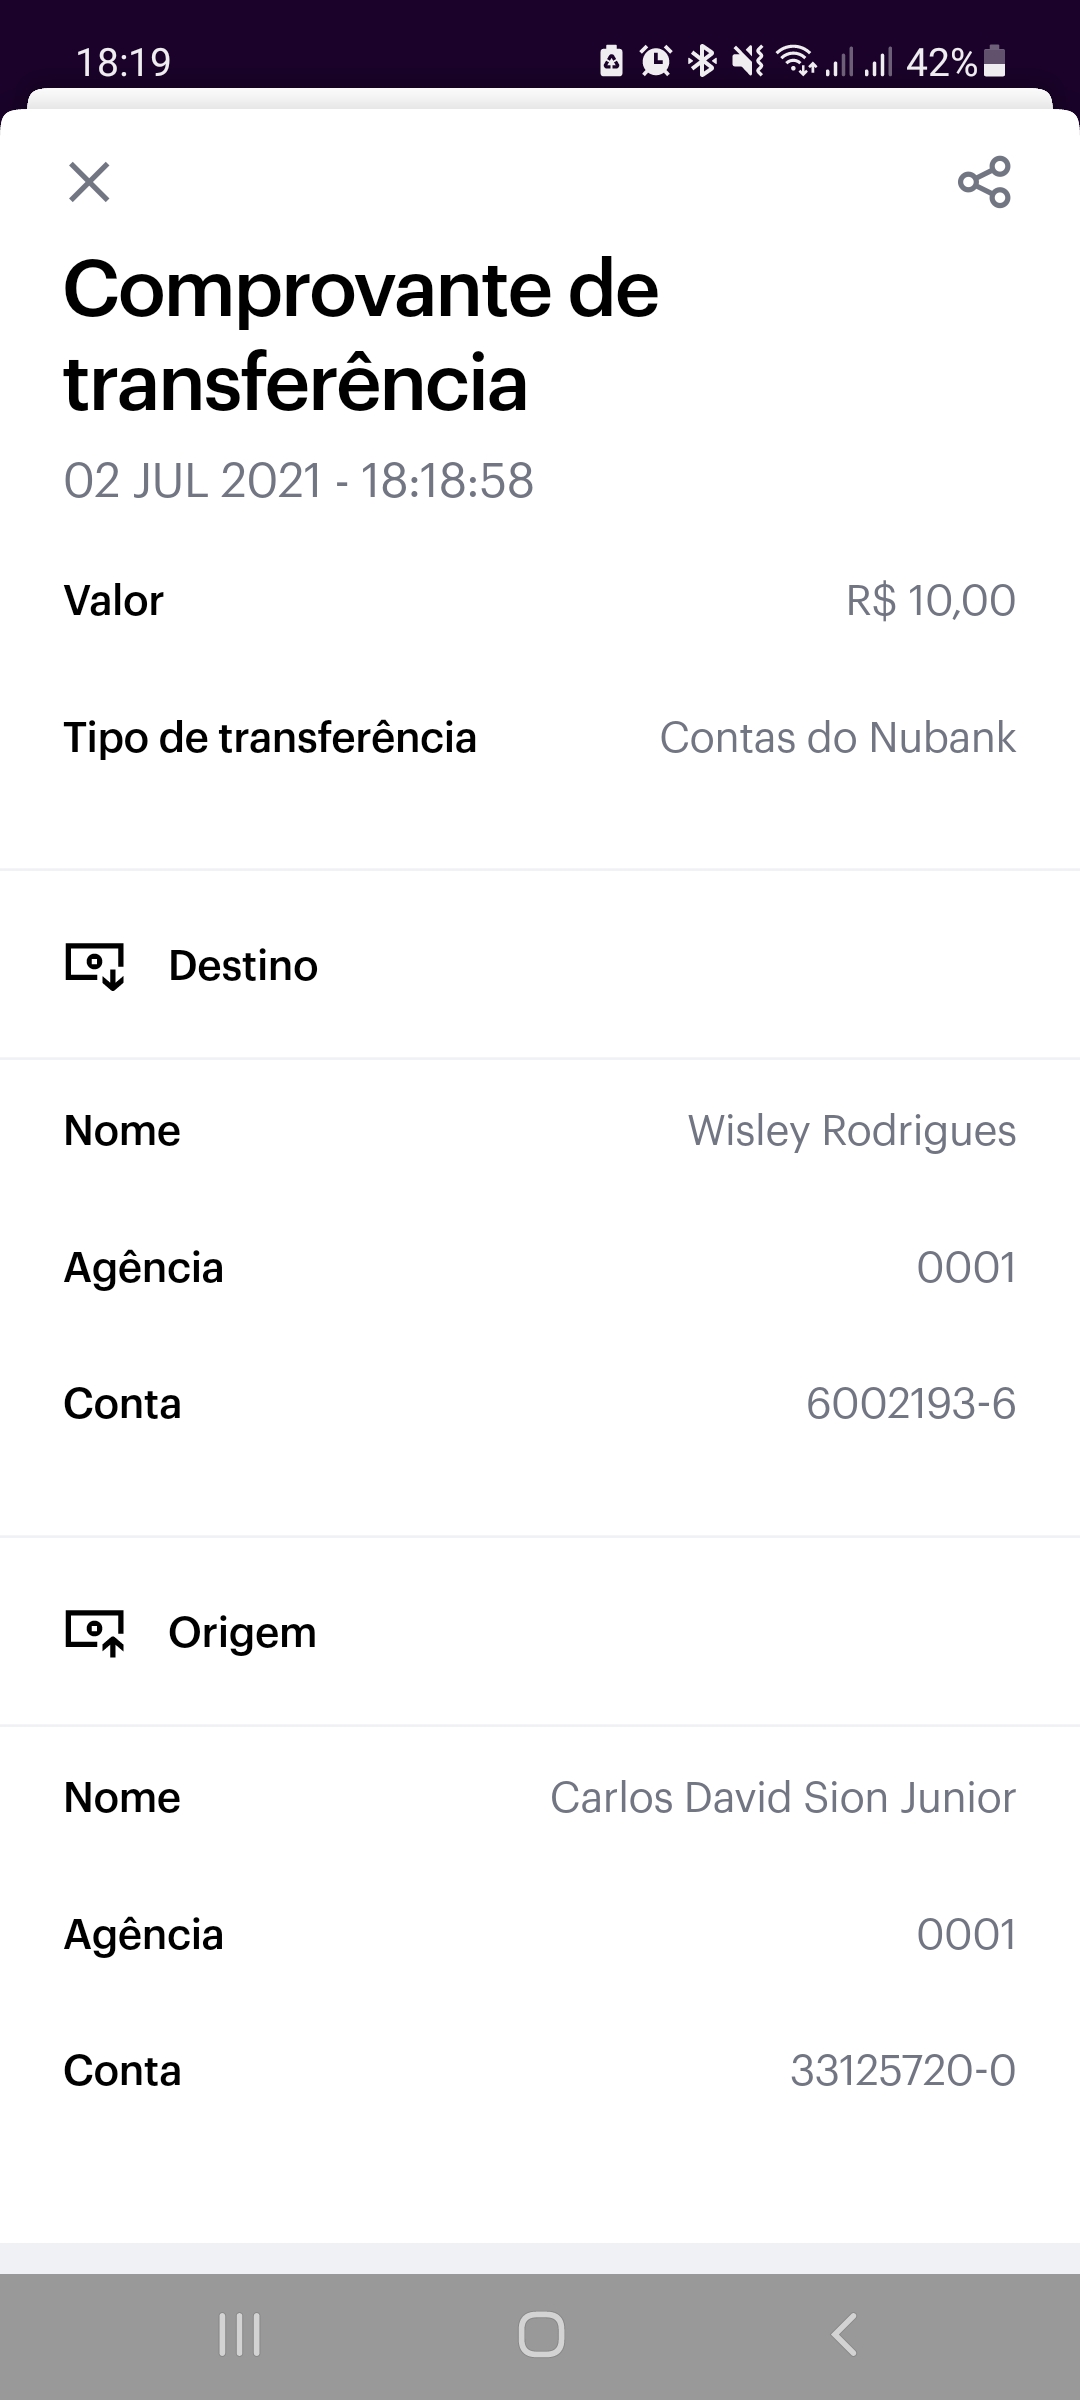 18:19
42%
Comprovante de
transferência
02 JUL 2021 - 18:18:58
Valor R$ 10,00
Tipo de transferência Contas do Nubank
Destino
Nome Wisley Rodrigues
Agência 0001
Conta 6002193-6
Origem
Nome Carlos David Sion Junior
Agência 0001
Conta 33125720-0